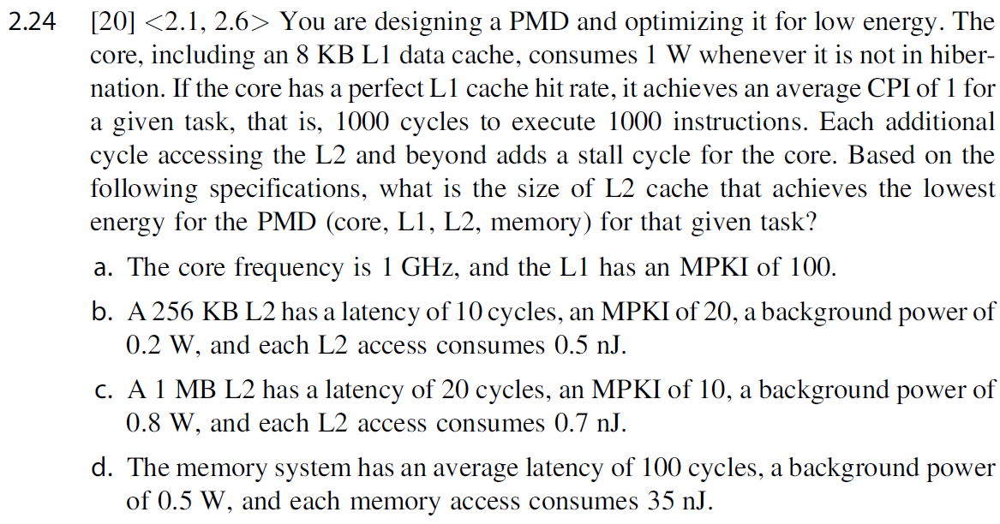 2.24 [20] <2.1, 2.6> You are designing a PMD and optimizing it for low energy. The
core, including an 8 KB L1 data cache, consumes 1 W whenever it is not in hiber-
nation. If the core has a perfect L1 cache hit rate, it achieves an average CPI of 1 for
a given task, that is, 1000 cycles to execute 1000 instructions. Each additional
cycle accessing the L2 and beyond adds a stall cycle for the core. Based on the
following specifications, what is the size of L2 cache that achieves the lowest
energy for the PMD (core, L1, L2, memory) for that given task?
a. The core frequency is 1 GHz, and the L1 has an MPKI of 100.
b. A 256 KB L2 has a latency of 10 cycles, an MPKI of 20, a background power of
0.2 W, and each L2 access consumes 0.5 nJ.
c. A 1 MB L2 has a latency of 20 cycles, an MPKI of 10, a background power of
0.8 W, and each L2 access consumes 0.7 nJ.
d. The memory system has an average latency of 100 cycles, a background power
of 0.5 W, and each memory access consumes 35 nJ.